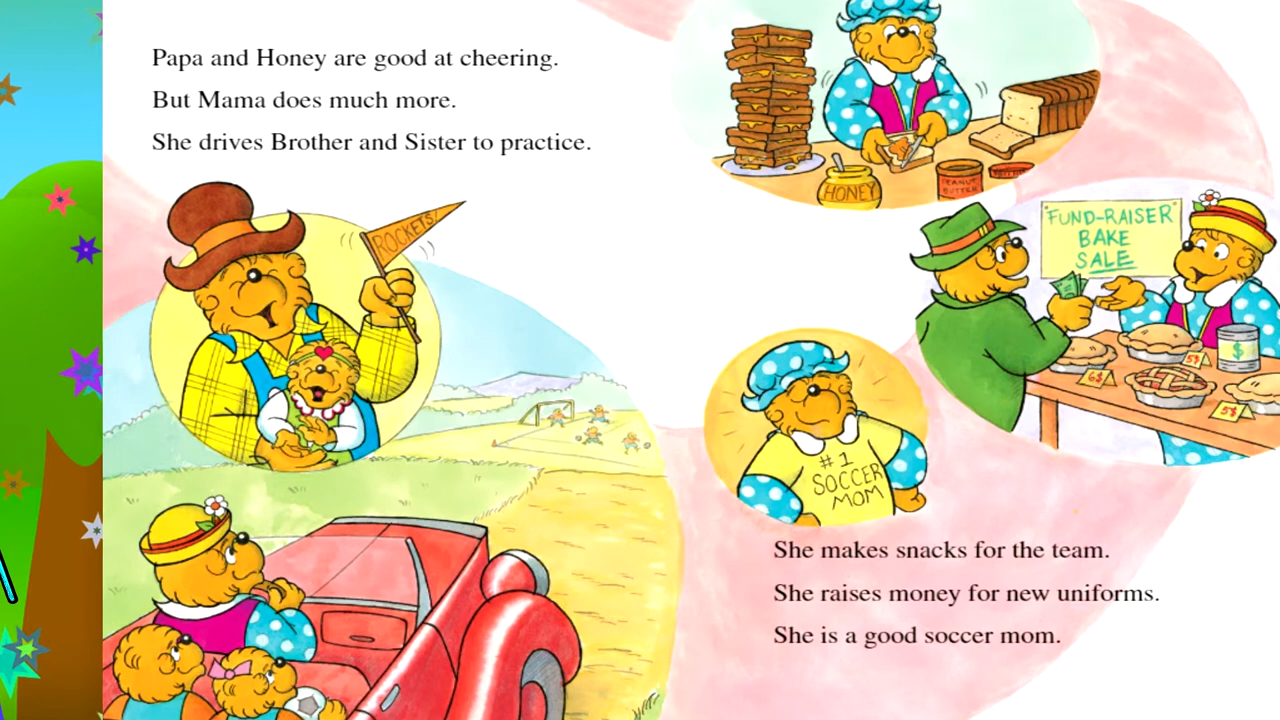 Papa and Honey are good at cheering.
But Mama does much more.
She drives Brother and Sister to practice.
ROCKETS!
HONEY
PEANUT
BUTTER
"FUND-RAISER"
BAKE
SALE
$
5$
6$
5$
#1
SOCCER
MOM
She makes snacks for the team.
She raises money for new uniforms.
She is a good soccer mom.